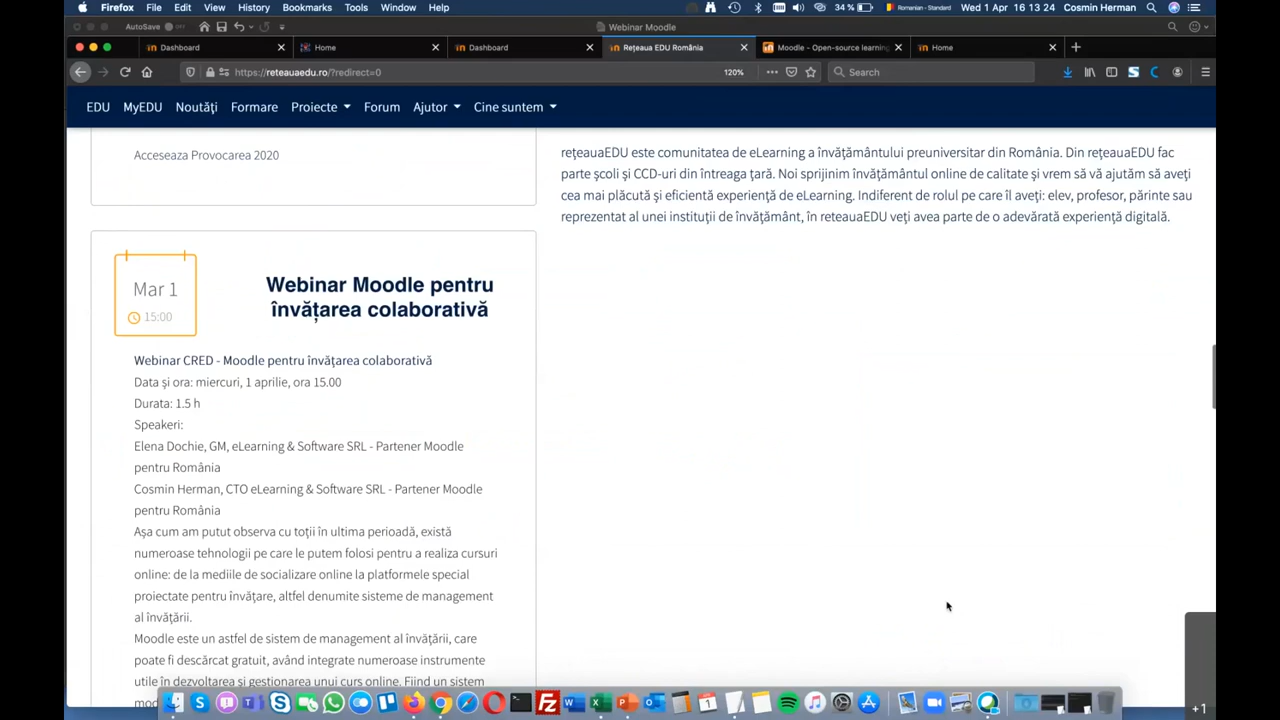 Firefox File Edit View History Bookmarks Tools Window Help 34 % Romanian - Standard Wed 1 Apr 16 13 24 Cosmin Herman
AutoSave Webinar Moodle
Dashboard Home Dashboard Rețeaua EDU România Moodle - Open-source learning Home
https://reteauaedu.ro/?redirect=0 120% Search
EDU MyEDU Noutăți Formare Proiecte Forum Ajutor Cine suntem
Acceseaza Provocarea 2020
rețeauaEDU este comunitatea de eLearning a învățământului preuniversitar din România. Din rețeauaEDU fac
parte școli și CCD-uri din întreaga țară. Noi sprijinim învățământul online de calitate și vrem să vă ajutăm să aveți
cea mai plăcută și eficientă experiență de eLearning. Indiferent de rolul pe care îl aveți: elev, profesor, părinte sau
reprezentat al unei instituții de învățământ, în reteauaEDU veți avea parte de o adevărată experiență digitală.
Mar 1
15:00
Webinar Moodle pentru
învățarea colaborativă
Webinar CRED - Moodle pentru învățarea colaborativă
Data și ora: miercuri, 1 aprilie, ora 15.00
Durata: 1.5 h
Speakeri:
Elena Dochie, GM, eLearning & Software SRL - Partener Moodle
pentru România
Cosmin Herman, CTO eLearning & Software SRL - Partener Moodle
pentru România
Așa cum am putut observa cu toții în ultima perioadă, există
numeroase tehnologii pe care le putem folosi pentru a realiza cursuri
online: de la mediile de socializare online la platformele special
proiectate pentru învățare, altfel denumite sisteme de management
al învățării.
Moodle este un astfel de sistem de management al învățării, care
poate fi descărcat gratuit, având integrate numeroase instrumente
utile în dezvoltarea și gestionarea unui curs online. Fiind un sistem
+1